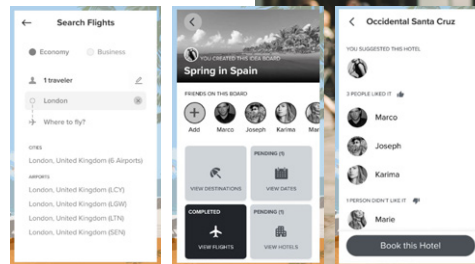 Search Flights
Economy
Business
1 traveler
London
Where to fly?
CITIES
London, United Kingdom (6 Airports)
AIRPORTS
London, United Kingdom (LCY)
London, United Kingdom (LGW)
London, United Kingdom (LTN)
London, United Kingdom (SEN)
YOU CREATED THIS IDEA BOARD
Spring in Spain
FRIENDS ON THIS BOARD
Add
Marco
Joseph
Karima
Mar
VIEW DESTINATIONS
PENDING (1)
VIEW DATES
COMPLETED
VIEW FLIGHTS
PENDING (1)
VIEW HOTELS
Occidental Santa Cruz
YOU SUGGESTED THIS HOTEL
3 PEOPLE LIKED IT
Marco
Joseph
Karima
1 PERSON DIDN'T LIKE IT
Marie
Book this Hotel